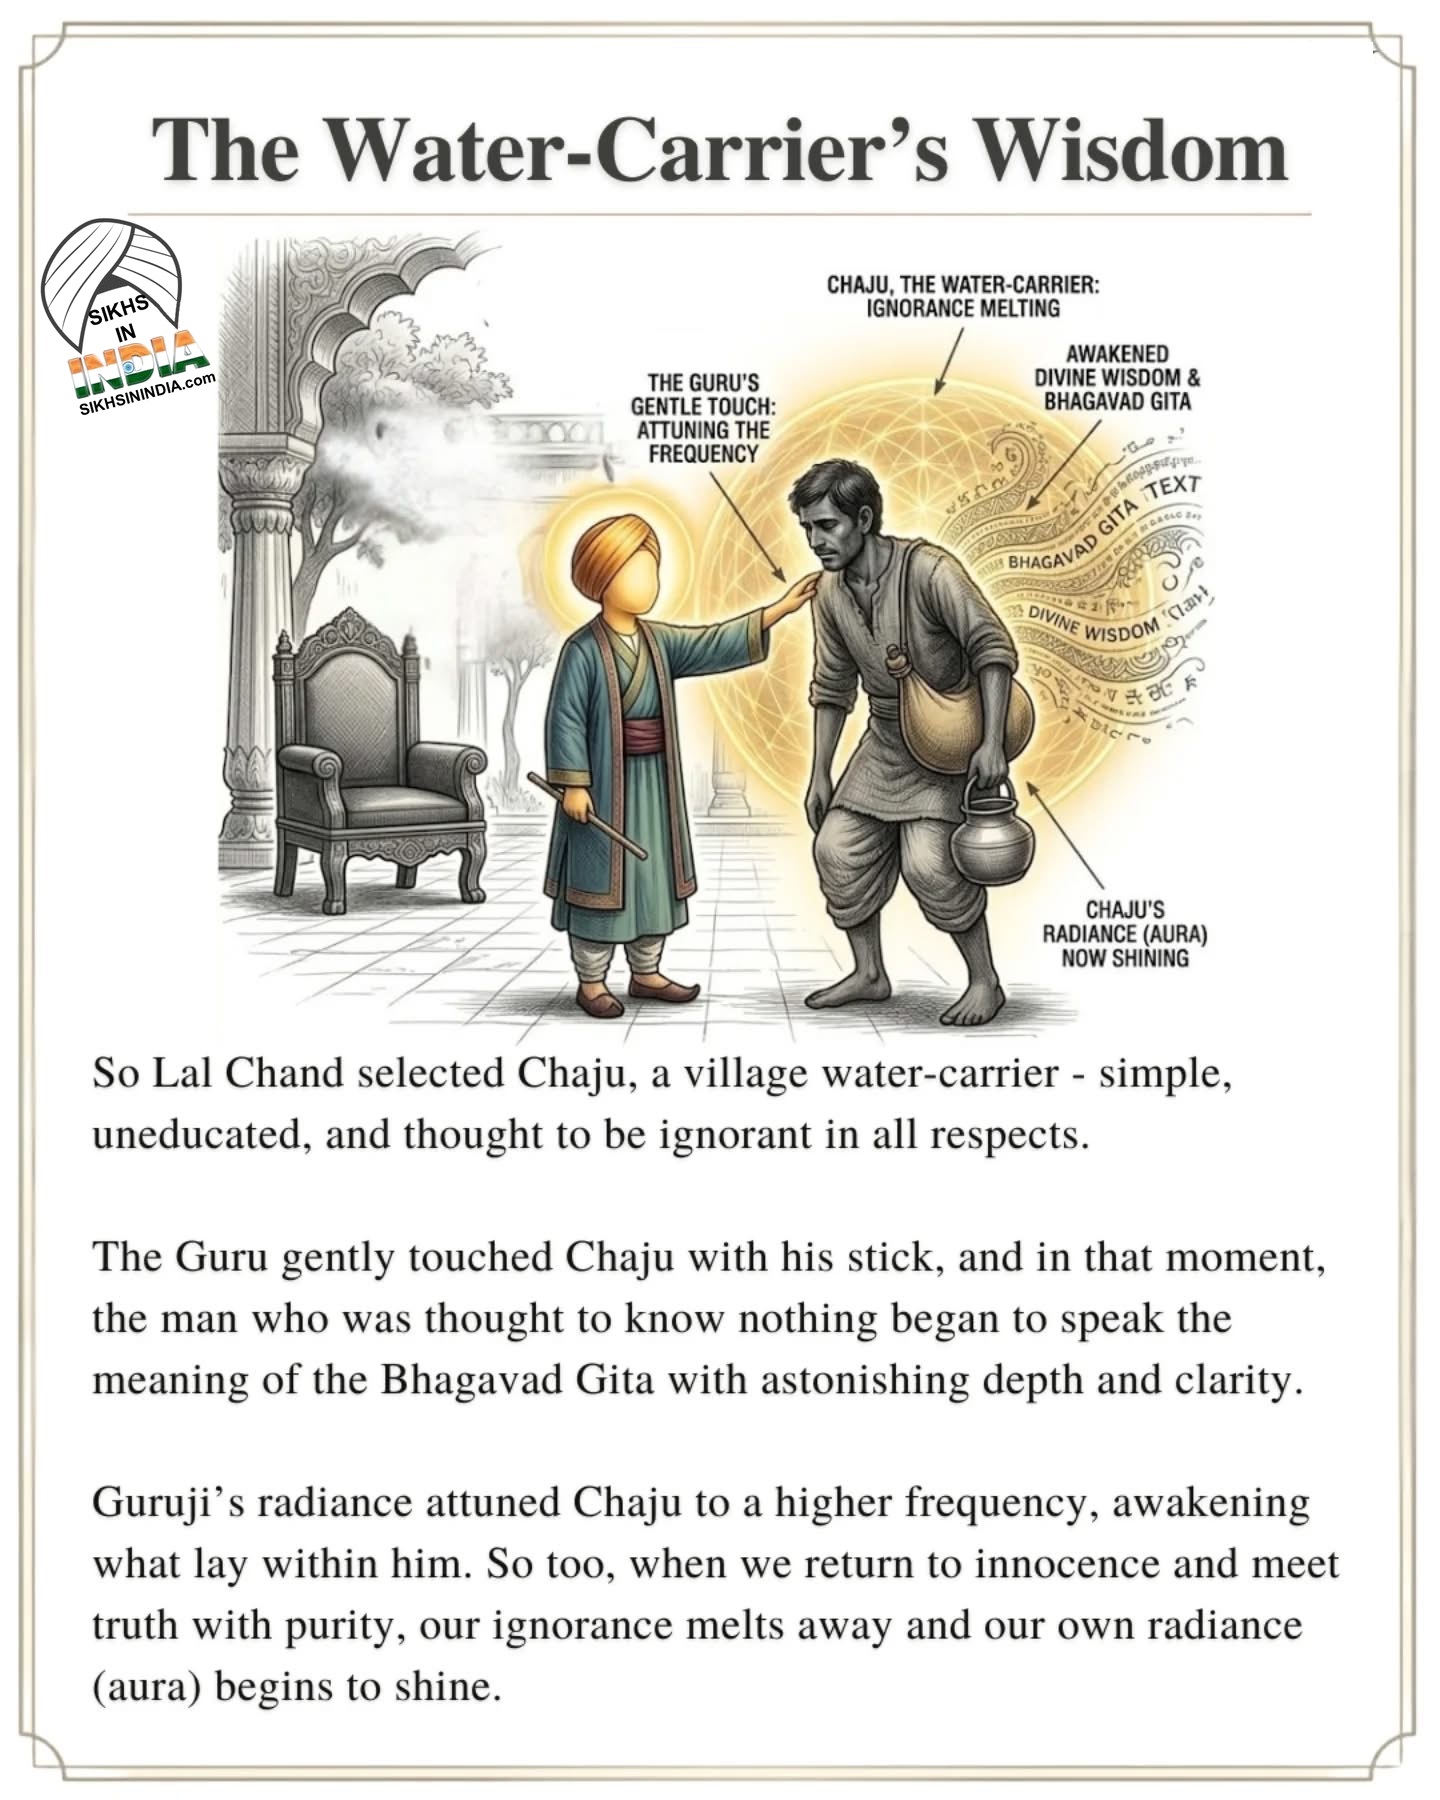 The Water-Carrier’s Wisdom
SIKHS
IN
INDIA
SIKHSININDIA.com
CHAJU, THE WATER-CARRIER:
IGNORANCE MELTING
AWAKENED
DIVINE WISDOM &
BHAGAVAD GITA
THE GURU'S
GENTLE TOUCH:
ATTUNING THE
FREQUENCY
BHAGAVAD GITA TEXT
DIVINE WISDOM
CHAJU'S
RADIANCE (AURA)
NOW SHINING
So Lal Chand selected Chaju, a village water-carrier - simple,
uneducated, and thought to be ignorant in all respects.
The Guru gently touched Chaju with his stick, and in that moment,
the man who was thought to know nothing began to speak the
meaning of the Bhagavad Gita with astonishing depth and clarity.
Guruji’s radiance attuned Chaju to a higher frequency, awakening
what lay within him. So too, when we return to innocence and meet
truth with purity, our ignorance melts away and our own radiance
(aura) begins to shine.